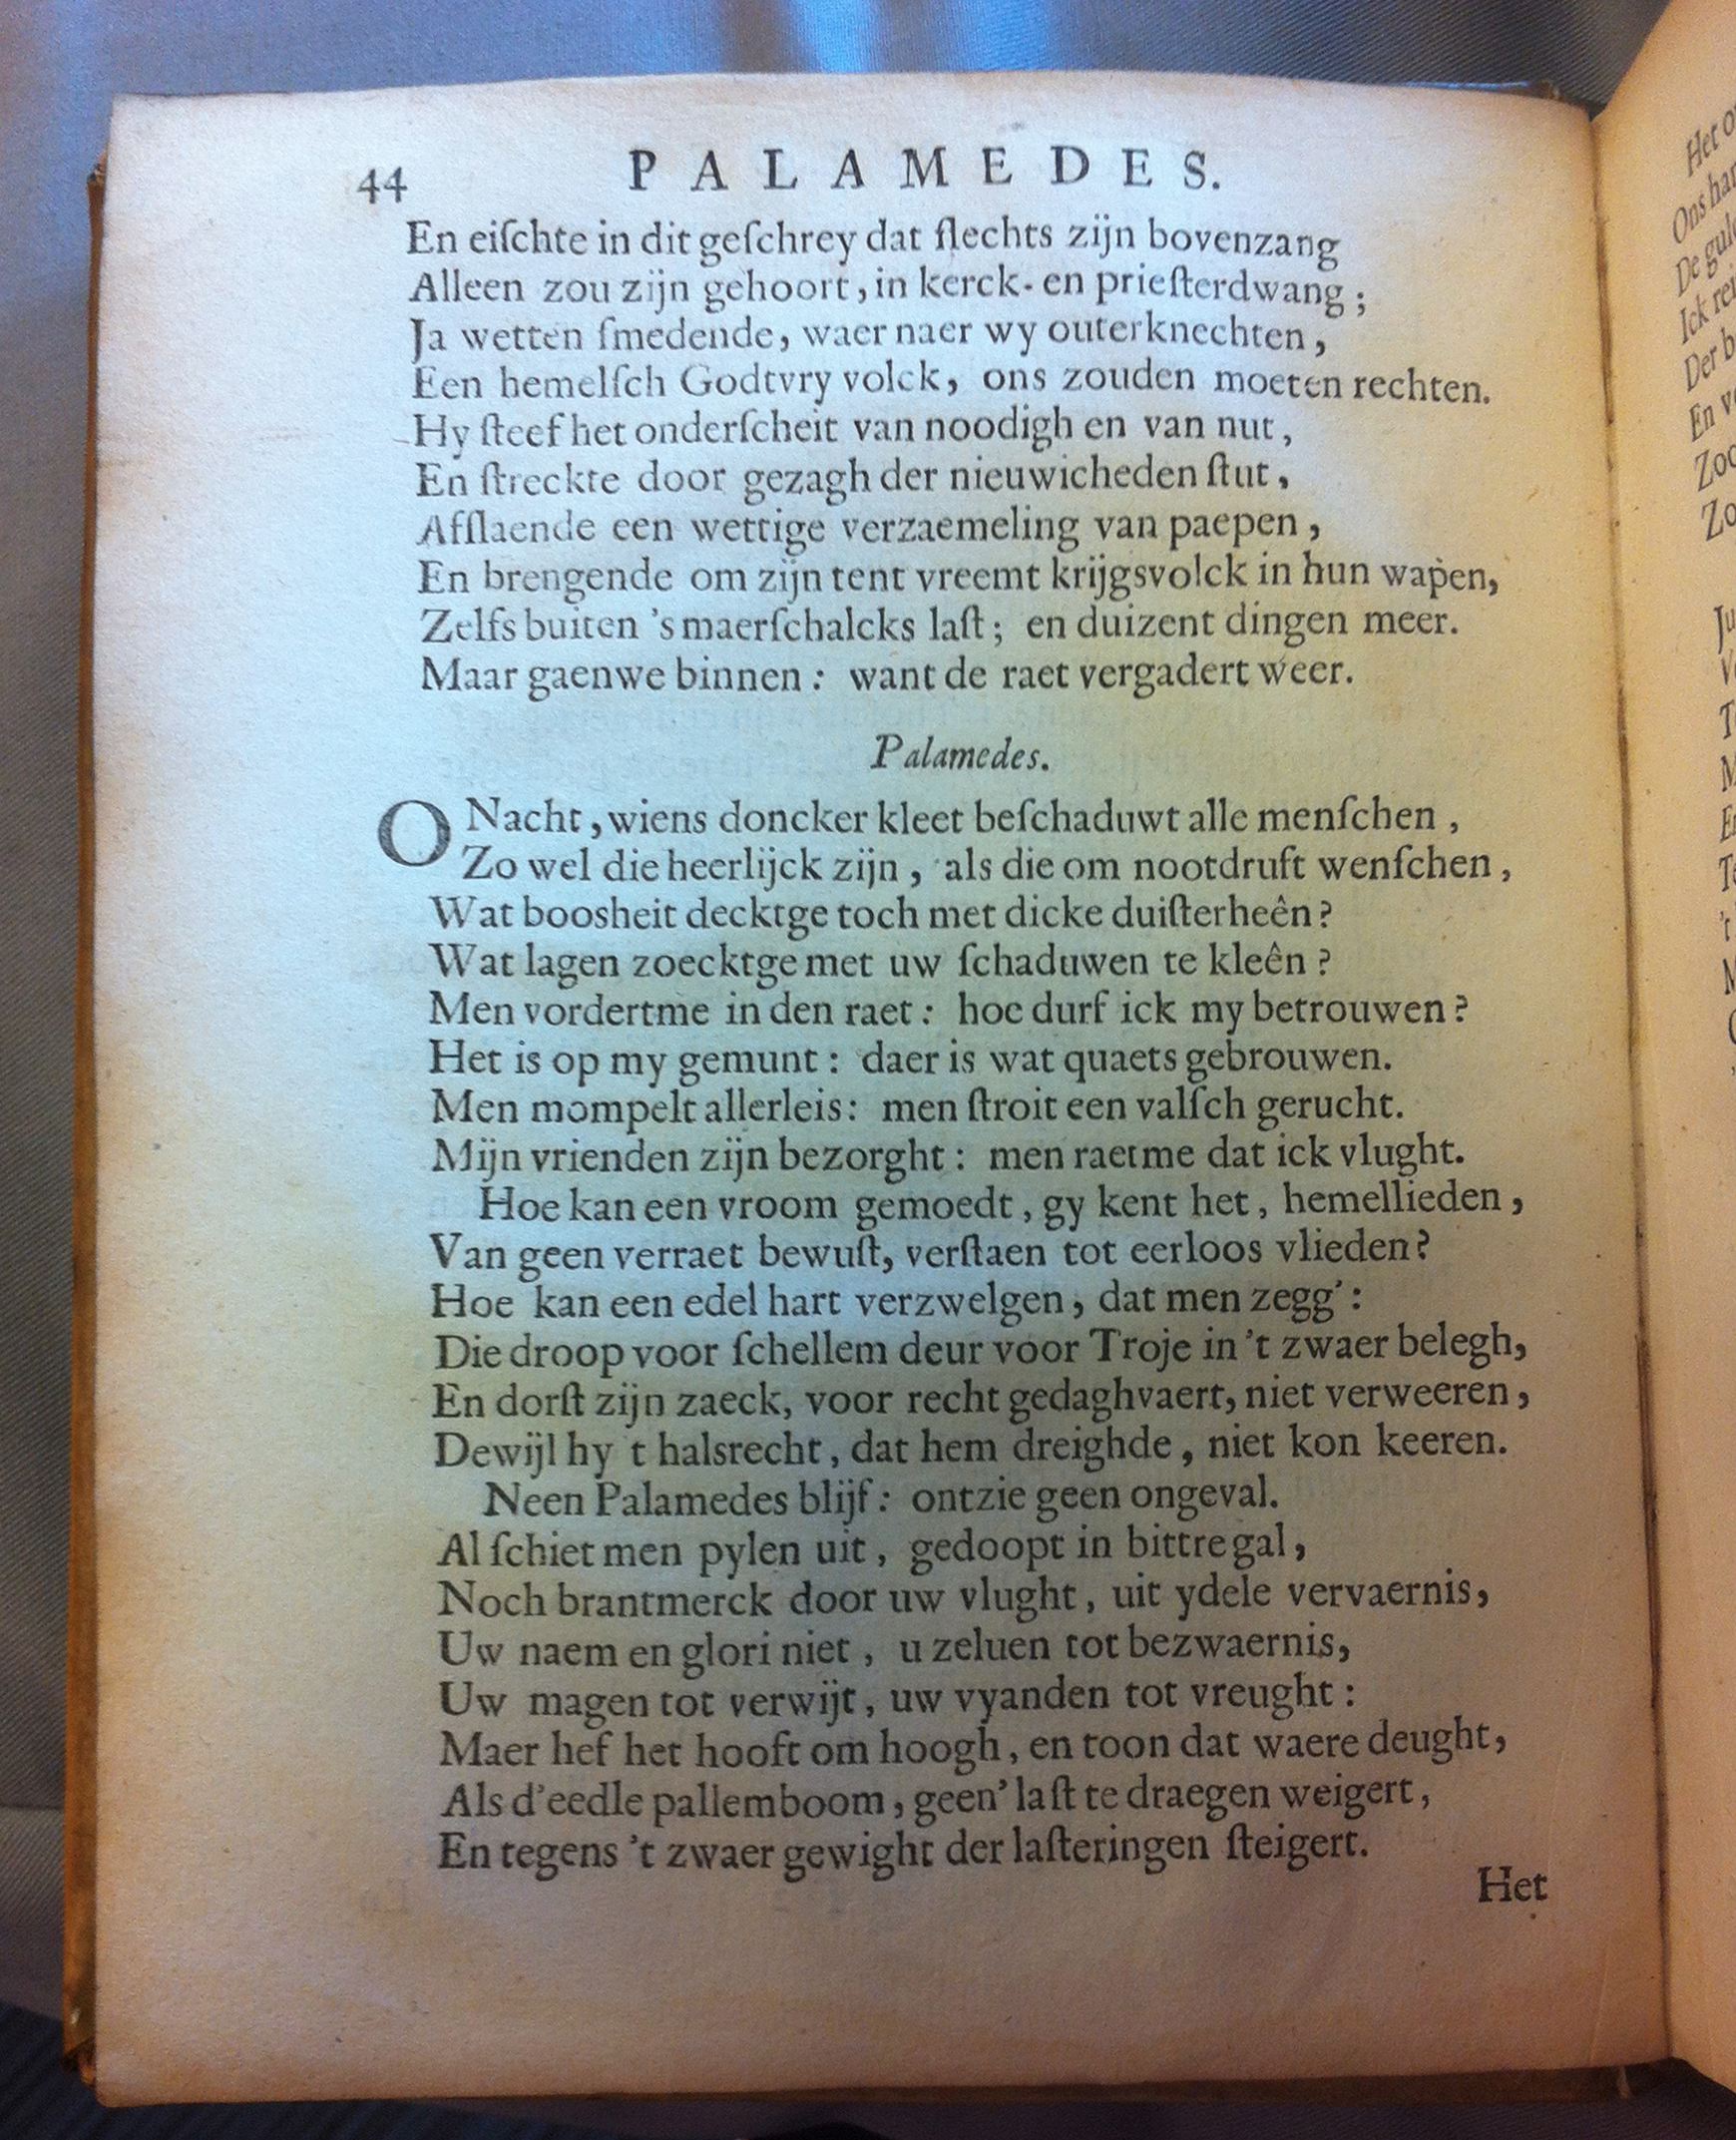 44 PALAMEDES.
En eiſchte in dit geſchrey dat ſlechts zijn bovenzang
Alleen zou zijn gehoort, in kerck- en prieſterdwang;
Ja wetten ſmedende, waer naer wy outerknechten,
Een hemelſch Godtvry volck, ons zouden moeten rechten.
Hy ſteef het onderſcheit van noodigh en van nut,
En ſtreckte door gezagh der nieuwicheden ſtut,
Afſlaende een wettige verzaemeling van paepen,
En brengende om zijn tent vreemt krijgsvolck in hun wapen,
Zelfs buiten 's maerſchalcks laſt; en duizent dingen meer.
Maar gaenwe binnen: want de raet vergadert weer.
Palamedes.
O Nacht, wiens doncker kleet beſchaduwt alle menſchen,
Zo wel die heerlijck zijn, als die om nootdruft wenſchen,
Wat boosheit decktge toch met dicke duiſterheên?
Wat lagen zoecktge met uw ſchaduwen te kleên?
Men vordertme in den raet: hoe durf ick my betrouwen?
Het is op my gemunt: daer is wat quaets gebrouwen.
Men mompelt allerleis: men ſtroit een valſch gerucht.
Mijn vrienden zijn bezorght: men raetme dat ick vlught.
Hoe kan een vroom gemoedt, gy kent het, hemellieden,
Van geen verraet bewuſt, verſtaen tot eerloos vlieden?
Hoe kan een edel hart verzwelgen, dat men zegg':
Die droop voor ſchellem deur voor Troje in 't zwaer belegh,
En dorſt zijn zaeck, voor recht gedaghvaert, niet verweeren,
Dewijl hy t halsrecht, dat hem dreighde, niet kon keeren.
Neen Palamedes blijf: ontzie geen ongeval.
Al ſchiet men pylen uit, gedoopt in bittre gal,
Noch brantmerck door uw vlught, uit ydele vervaernis,
Uw naem en glori niet, u zeluen tot bezwaernis,
Uw magen tot verwijt, uw vyanden tot vreught:
Maer hef het hooft om hoogh, en toon dat waere deught,
Als d'eedle pallemboom, geen' laſt te draegen weigert,
En tegens 't zwaer gewight der laſteringen ſteigert.
Het